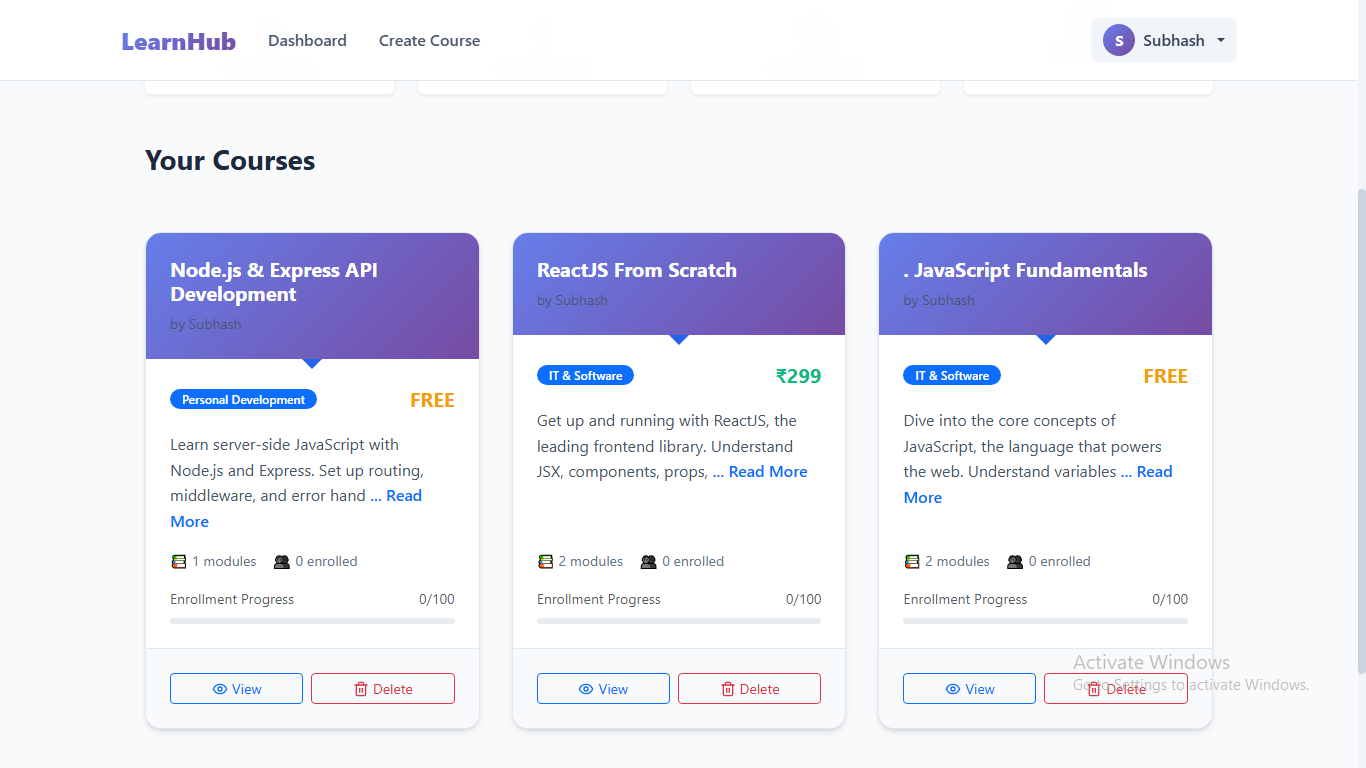 LearnHub Dashboard Create Course S Subhash
Your Courses
Node.js & Express API
Development
by Subhash
Personal Development FREE
Learn server-side JavaScript with
Node.js and Express. Set up routing,
middleware, and error hand ... Read
More
1 modules 0 enrolled
Enrollment Progress 0/100
View Delete
ReactJS From Scratch
by Subhash
IT & Software ₹299
Get up and running with ReactJS, the
leading frontend library. Understand
JSX, components, props, ... Read More
2 modules 0 enrolled
Enrollment Progress 0/100
View Delete
. JavaScript Fundamentals
by Subhash
IT & Software FREE
Dive into the core concepts of
JavaScript, the language that powers
the web. Understand variables ... Read
More
2 modules 0 enrolled
Enrollment Progress 0/100
View Delete
Activate Windows
Go to Settings to activate Windows.